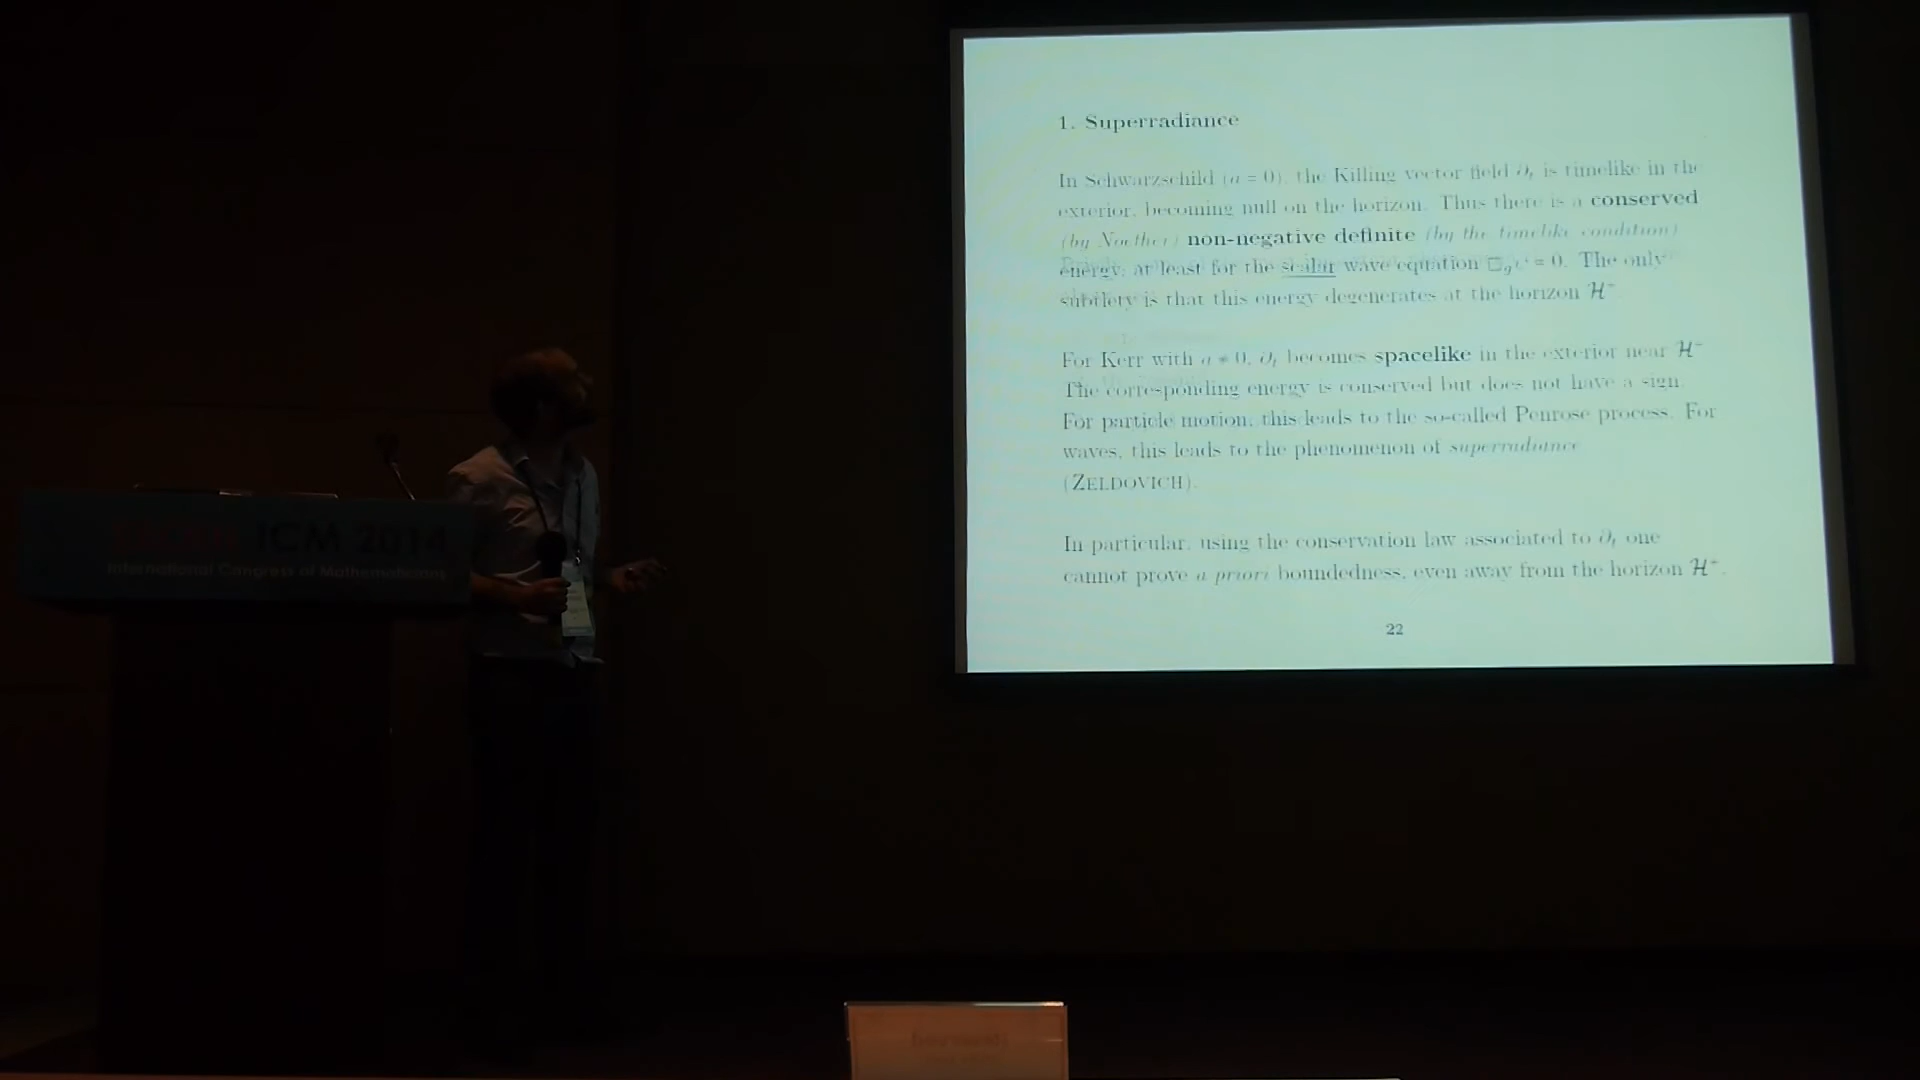 1. Superradiance
In Schwarzschild (a = 0), the Killing vector field ∂t is timelike in the
exterior, becoming null on the horizon. Thus there is a conserved
(by Noether) non-negative definite (by the timelike condition)
energy, at least for the scalar wave equation □gψ = 0. The only
subtlety is that this energy degenerates at the horizon H+.
For Kerr with a ≠ 0, ∂t becomes spacelike in the exterior near H+.
The corresponding energy is conserved but does not have a sign.
For particle motion, this leads to the so-called Penrose process. For
waves, this leads to the phenomenon of superradiance
(ZELDOVICH).
In particular, using the conservation law associated to ∂t one
cannot prove a priori boundedness, even away from the horizon H+.
22
SEOUL ICM 2014
International Congress of Mathematicians